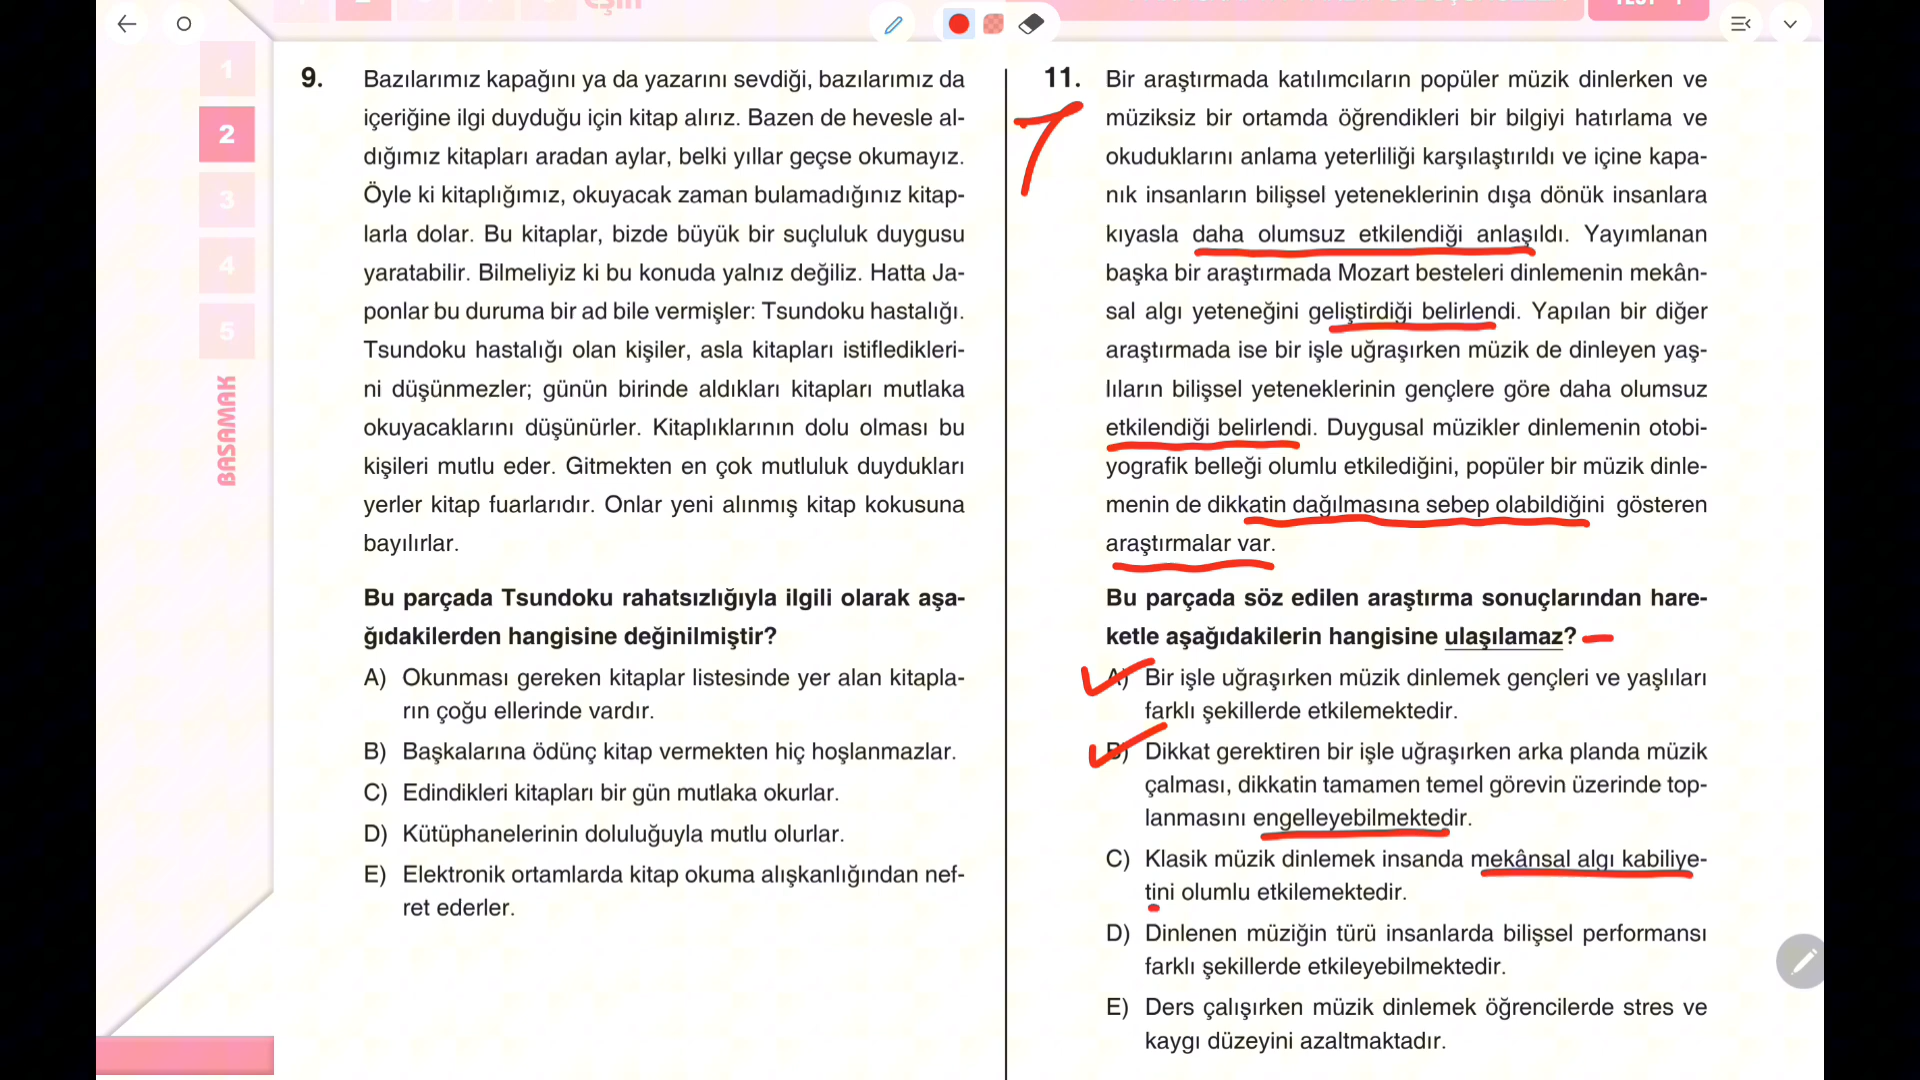 1
2
3
4
5
BASAMAK
9. Bazılarımız kapağını ya da yazarını sevdiği, bazılarımız da
içeriğine ilgi duyduğu için kitap alırız. Bazen de hevesle al-
dığımız kitapları aradan aylar, belki yıllar geçse okumayız.
Öyle ki kitaplığımız, okuyacak zaman bulamadığınız kitap-
larla dolar. Bu kitaplar, bizde büyük bir suçluluk duygusu
yaratabilir. Bilmeliyiz ki bu konuda yalnız değiliz. Hatta Ja-
ponlar bu duruma bir ad bile vermişler: Tsundoku hastalığı.
Tsundoku hastalığı olan kişiler, asla kitapları istifledikleri-
ni düşünmezler; günün birinde aldıkları kitapları mutlaka
okuyacaklarını düşünürler. Kitaplıklarının dolu olması bu
kişileri mutlu eder. Gitmekten en çok mutluluk duydukları
yerler kitap fuarlarıdır. Onlar yeni alınmış kitap kokusuna
bayılırlar.
Bu parçada Tsundoku rahatsızlığıyla ilgili olarak aşa-
ğıdakilerden hangisine değinilmiştir?
A) Okunması gereken kitaplar listesinde yer alan kitapla-
rın çoğu ellerinde vardır.
B) Başkalarına ödünç kitap vermekten hiç hoşlanmazlar.
C) Edindikleri kitapları bir gün mutlaka okurlar.
D) Kütüphanelerinin doluluğuyla mutlu olurlar.
E) Elektronik ortamlarda kitap okuma alışkanlığından nef-
ret ederler.
11. Bir araştırmada katılımcıların popüler müzik dinlerken ve
müziksiz bir ortamda öğrendikleri bir bilgiyi hatırlama ve
okuduklarını anlama yeterliliği karşılaştırıldı ve içine kapa-
nık insanların bilişsel yeteneklerinin dışa dönük insanlara
kıyasla daha olumsuz etkilendiği anlaşıldı. Yayımlanan
başka bir araştırmada Mozart besteleri dinlemenin mekân-
sal algı yeteneğini geliştirdiği belirlendi. Yapılan bir diğer
araştırmada ise bir işle uğraşırken müzik de dinleyen yaş-
lıların bilişsel yeteneklerinin gençlere göre daha olumsuz
etkilendiği belirlendi. Duygusal müzikler dinlemenin otobi-
yografik belleği olumlu etkilediğini, popüler bir müzik dinle-
menin de dikkatin dağılmasına sebep olabildiğini gösteren
araştırmalar var.
Bu parçada söz edilen araştırma sonuçlarından hare-
ketle aşağıdakilerin hangisine ulaşılamaz?
A) Bir işle uğraşırken müzik dinlemek gençleri ve yaşlıları
farklı şekillerde etkilemektedir.
B) Dikkat gerektiren bir işle uğraşırken arka planda müzik
çalması, dikkatin tamamen temel görevin üzerinde top-
lanmasını engelleyebilmektedir.
C) Klasik müzik dinlemek insanda mekânsal algı kabiliye-
tini olumlu etkilemektedir.
D) Dinlenen müziğin türü insanlarda bilişsel performansı
farklı şekillerde etkileyebilmektedir.
E) Ders çalışırken müzik dinlemek öğrencilerde stres ve
kaygı düzeyini azaltmaktadır.